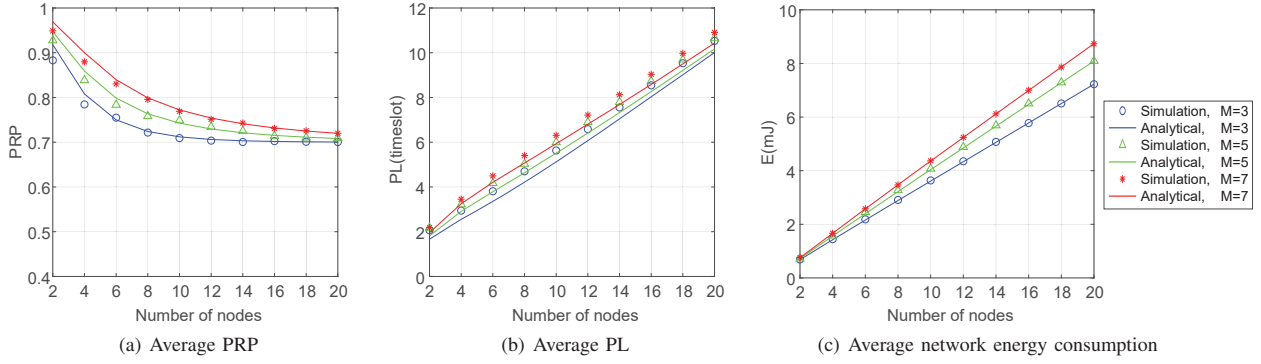 1
0.9
0.8
0.7
0.6
0.5
0.4
PRP
2 4 6 8 10 12 14 16 18 20
Number of nodes
(a) Average PRP
12
10
8
6
4
2
0
PL(timeslot)
2 4 6 8 10 12 14 16 18 20
Number of nodes
(b) Average PL
10
8
6
4
2
0
E(mJ)
2 4 6 8 10 12 14 16 18 20
Number of nodes
(c) Average network energy consumption
Simulation, M=3
Analytical, M=3
Simulation, M=5
Analytical, M=5
Simulation, M=7
Analytical, M=7